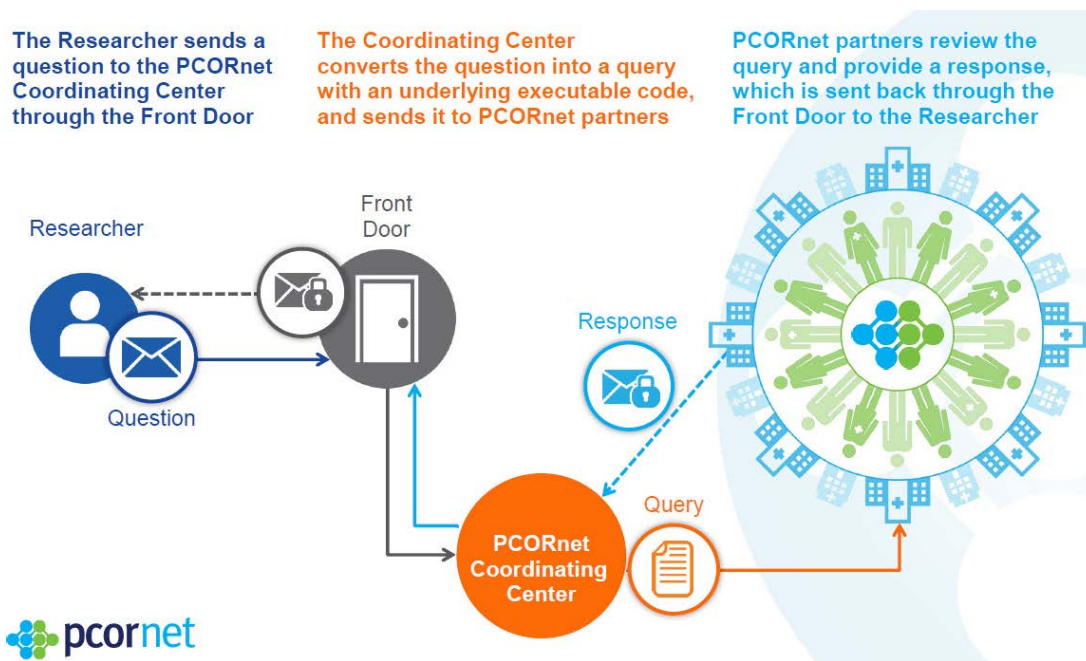 The Researcher sends a
question to the PCORnet
Coordinating Center
through the Front Door
The Coordinating Center
converts the question into a query
with an underlying executable code,
and sends it to PCORnet partners
PCORnet partners review the
query and provide a response,
which is sent back through the
Front Door to the Researcher
Researcher
Front
Door
Question
Response
Query
PCORnet
Coordinating
Center
pcornet